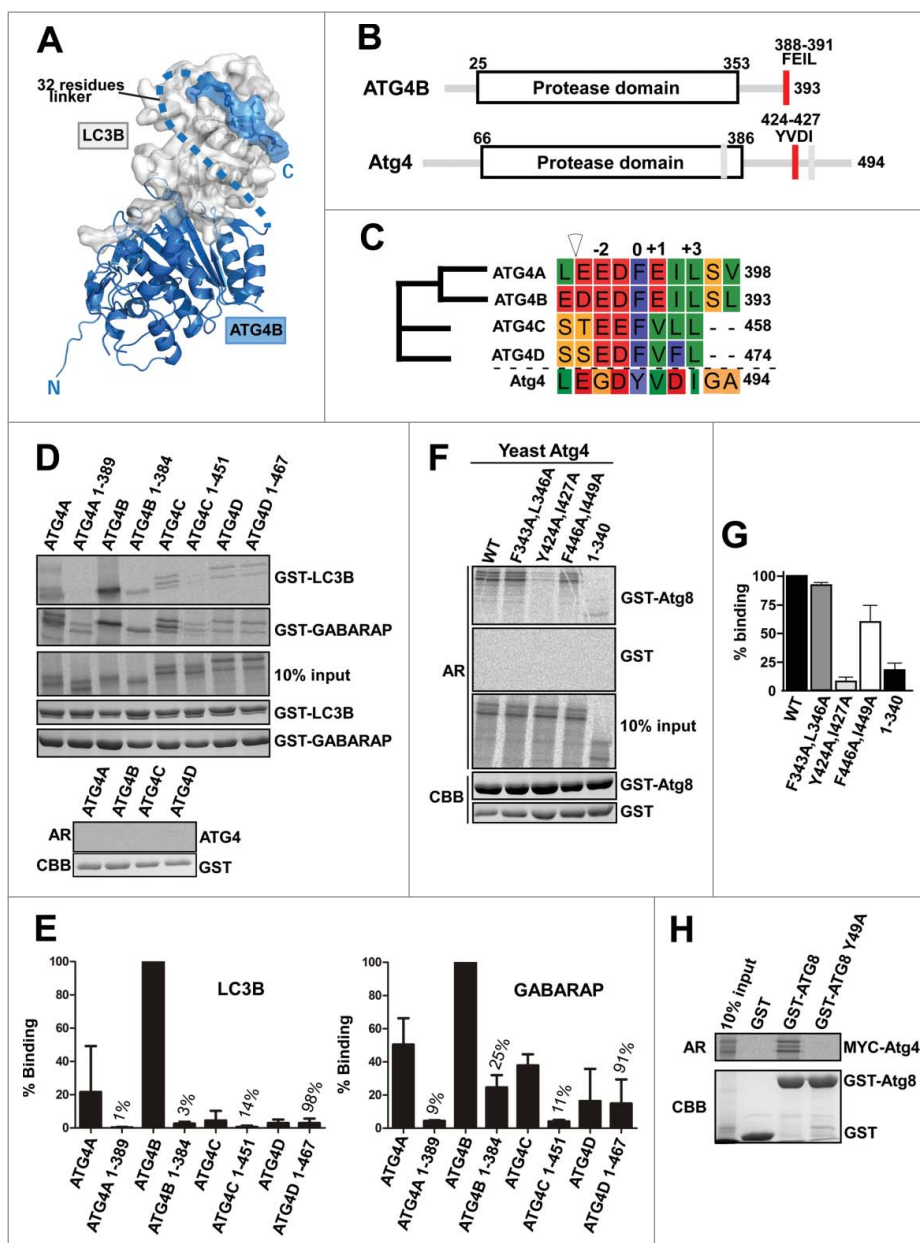 A
32 residues
linker
LC3B
C
ATG4B
N
B
388-391
FEIL
25
353
ATG4B
Protease domain
393
424-427
YVDI
66
386
Atg4
Protease domain
494
C
-2 0 +1 +3
ATG4A L E E D F E I L S V 398
ATG4B E D E D F E I L S L 393
ATG4C S T E E F V L L - - 458
ATG4D S S E D F V F L - - 474
Atg4 L E G D Y V D I G A 494
D
ATG4A
ATG4A 1-389
ATG4B
ATG4B 1-384
ATG4C
ATG4C 1-451
ATG4D
ATG4D 1-467
GST-LC3B
GST-GABARAP
10% input
GST-LC3B
GST-GABARAP
ATG4A
ATG4B
ATG4C
ATG4D
AR
ATG4
CBB
GST
F
Yeast Atg4
WT
F343A,L346A
Y424A,I427A
F446A,I449A
1-340
GST-Atg8
AR
GST
10% input
CBB
GST-Atg8
GST
G
% binding
100
75
50
25
0
WT
F343A,L346A
Y424A,I427A
F446A,I449A
1-340
E
LC3B
% Binding
100
80
60
40
20
0
1%
3%
14%
98%
ATG4A
ATG4A 1-389
ATG4B
ATG4B 1-384
ATG4C
ATG4C 1-451
ATG4D
ATG4D 1-467
GABARAP
% Binding
100
80
60
40
20
0
9%
25%
11%
91%
ATG4A
ATG4A 1-389
ATG4B
ATG4B 1-384
ATG4C
ATG4C 1-451
ATG4D
ATG4D 1-467
H
10% input
GST
GST-ATG8
GST-ATG8 Y49A
AR
MYC-Atg4
CBB
GST-Atg8
GST